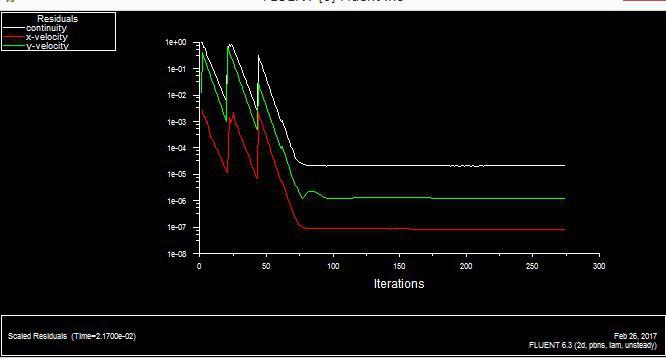 Residuals
continuity
x-velocity
y-velocity
1e+00
1e-01
1e-02
1e-03
1e-04
1e-05
1e-06
1e-07
1e-08
0 50 100 150 200 250 300
Iterations
Scaled Residuals (Time=2.1700e-02)
Feb 26, 2017
FLUENT 6.3 (2d, pbns, lam, unsteady)